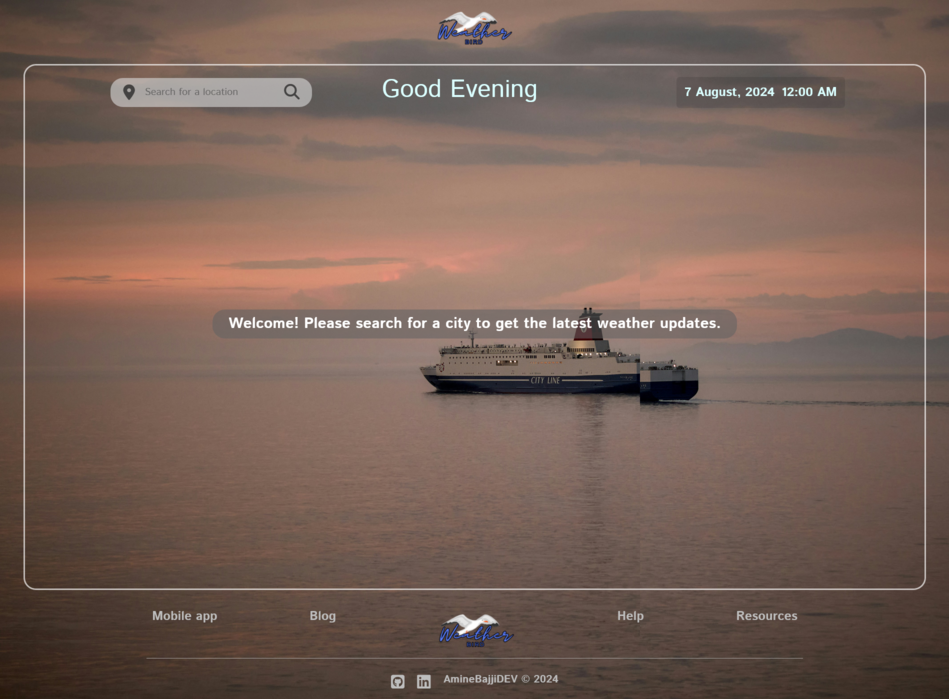 Weather
BIRD
Search for a location
Good Evening
7 August, 2024 12:00 AM
Welcome! Please search for a city to get the latest weather updates.
CITY LINE
Mobile app
Blog
Weather
BIRD
Help
Resources
AmineBajjiDEV © 2024